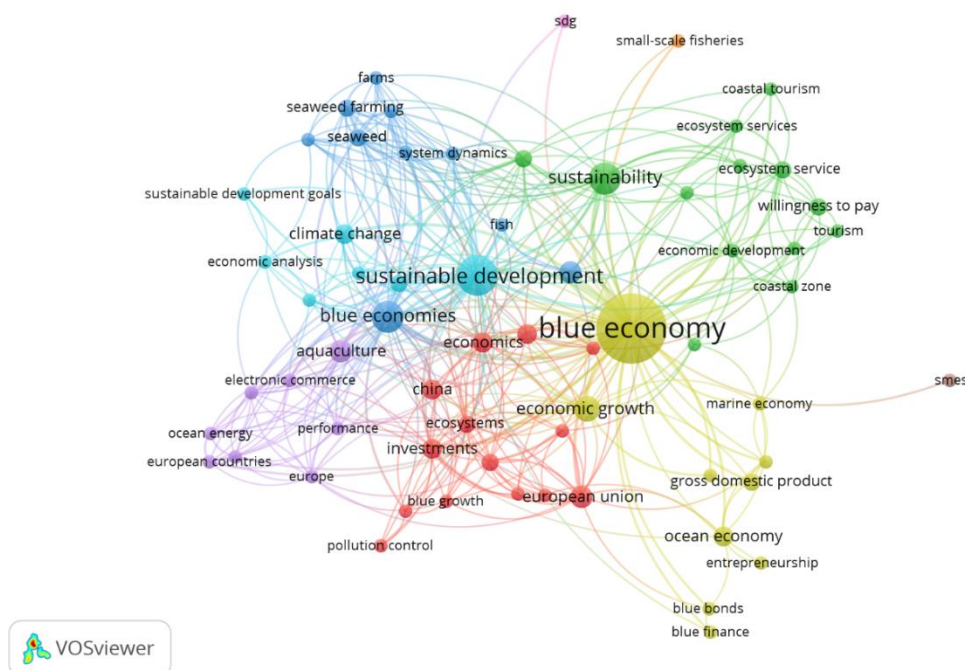 sdg
small-scale fisheries
farms
coastal tourism
seaweed farming
ecosystem services
seaweed
system dynamics
ecosystem service
sustainability
sustainable development goals
willingness to pay
fish
tourism
climate change
economic development
economic analysis
sustainable development
coastal zone
blue economies
blue economy
economics
aquaculture
electronic commerce
smes
china
marine economy
economic growth
ecosystems
performance
ocean energy
investments
european countries
europe
gross domestic product
blue growth
european union
ocean economy
pollution control
entrepreneurship
blue bonds
blue finance
VOSviewer